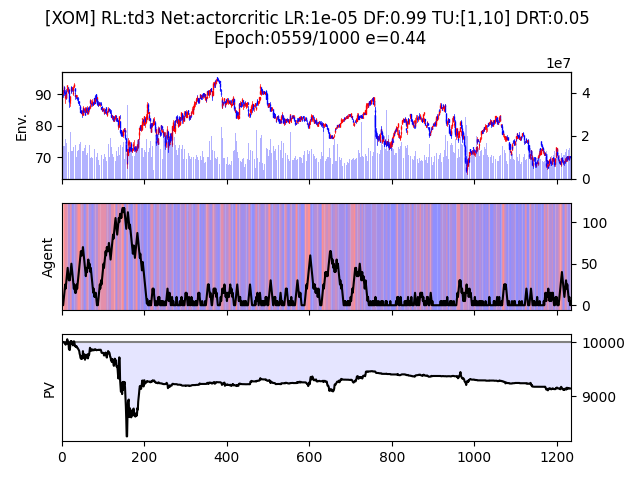 [XOM] RL:td3 Net:actorcritic LR:1e-05 DF:0.99 TU:[1,10] DRT:0.05
Epoch:0559/1000 e=0.44
1e7
Env.
90
80
70
4
2
0
Agent
100
50
0
PV
10000
9000
0 200 400 600 800 1000 1200